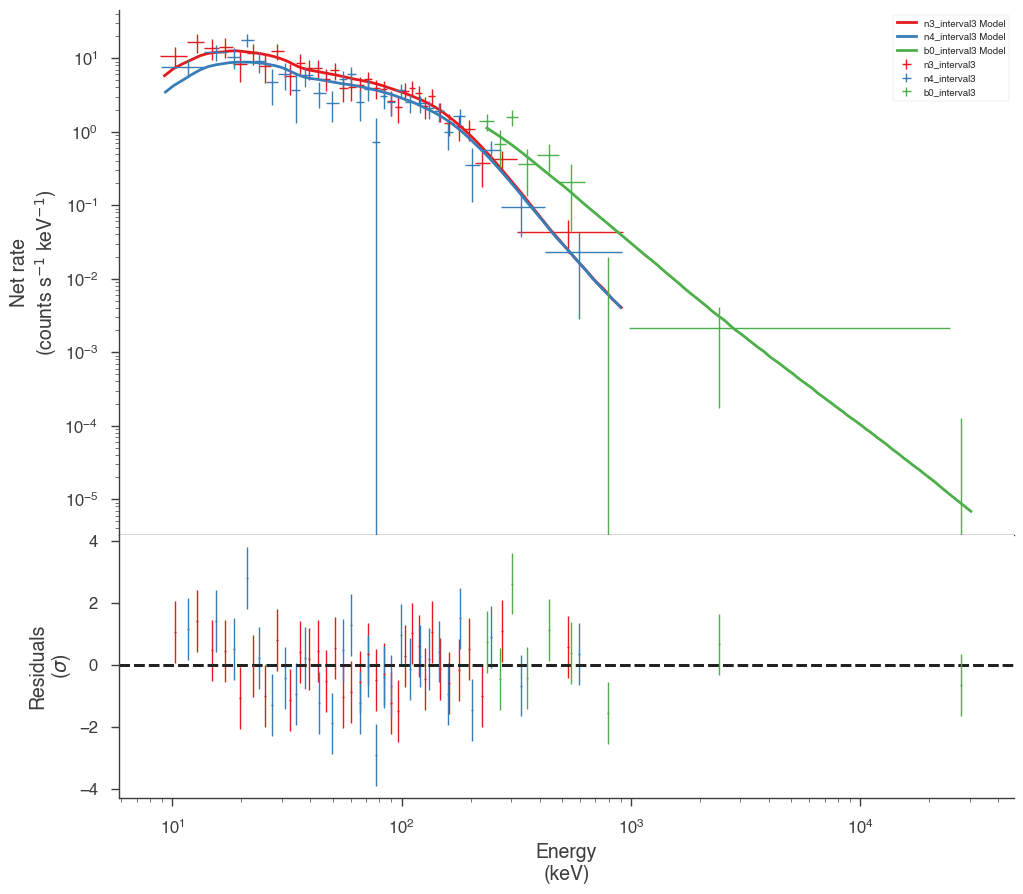 n3_interval3 Model
n4_interval3 Model
b0_interval3 Model
n3_interval3
n4_interval3
b0_interval3
Net rate
(counts s⁻¹ keV⁻¹)
10¹
10⁰
10⁻¹
10⁻²
10⁻³
10⁻⁴
10⁻⁵
Residuals
(σ)
4
2
0
−2
−4
10¹ 10² 10³ 10⁴
Energy
(keV)